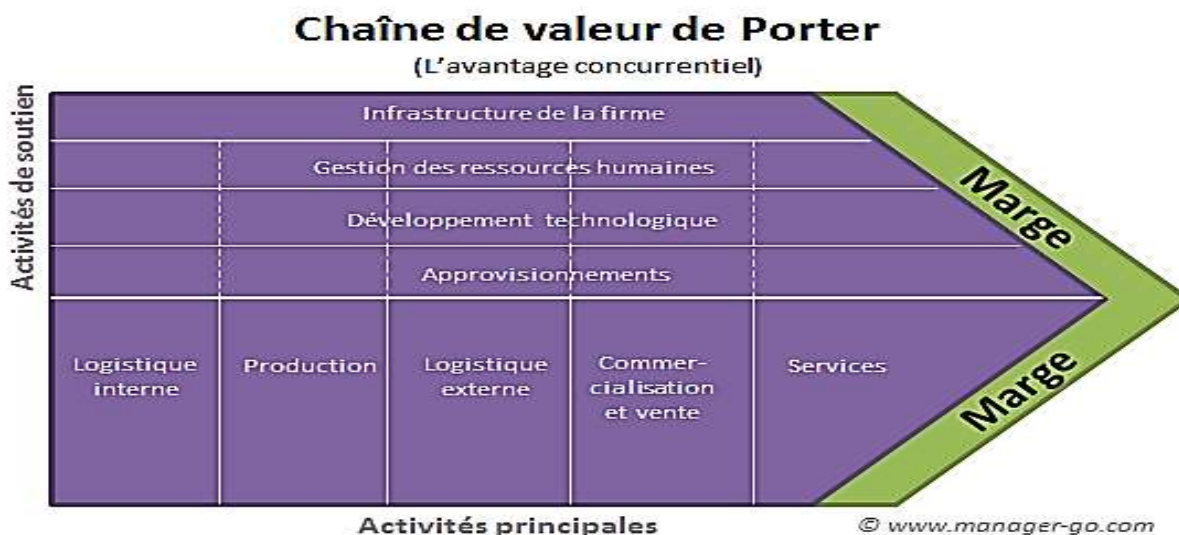 Chaîne de valeur de Porter
(L'avantage concurrentiel)
Activités de soutien
Infrastructure de la firme
Gestion des ressources humaines
Développement technologique
Approvisionnements
Logistique
interne
Production
Logistique
externe
Commer-
cialisation
et vente
Services
Marge
Marge
Activités principales
© www.manager-go.com